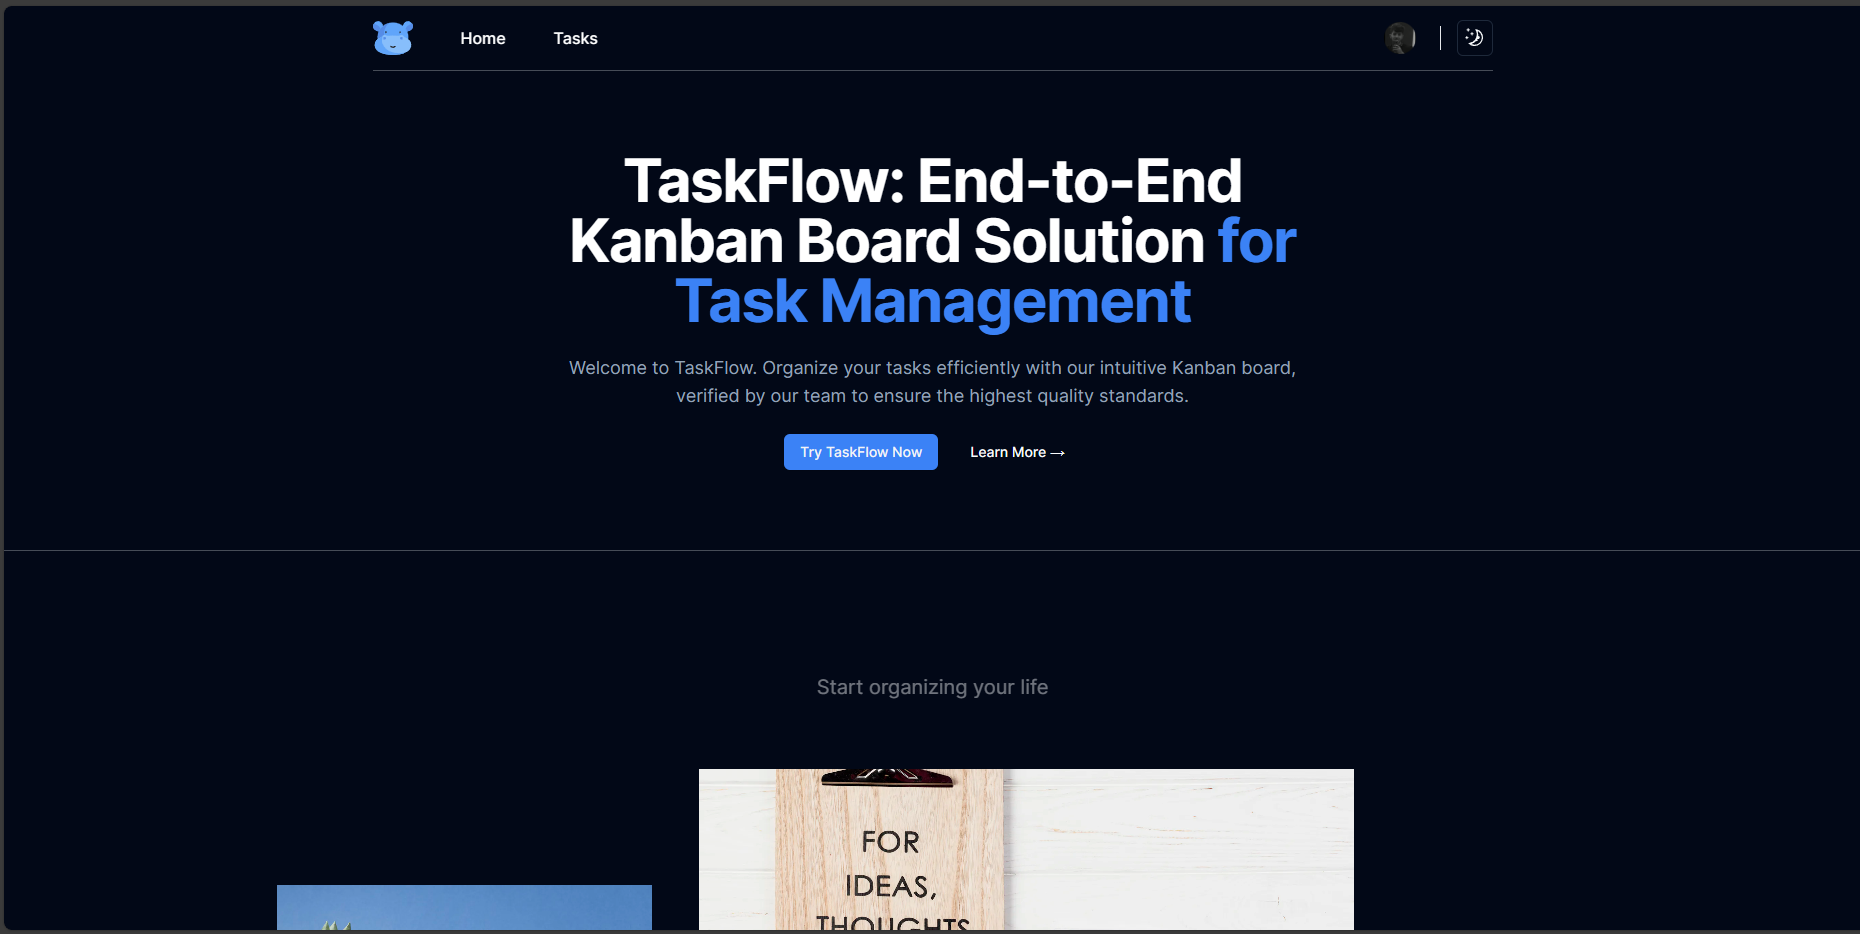 Home
Tasks
TaskFlow: End-to-End
Kanban Board Solution for
Task Management
Welcome to TaskFlow. Organize your tasks efficiently with our intuitive Kanban board,
verified by our team to ensure the highest quality standards.
Try TaskFlow Now
Learn More →
Start organizing your life
FOR
IDEAS,
THOUGHTS